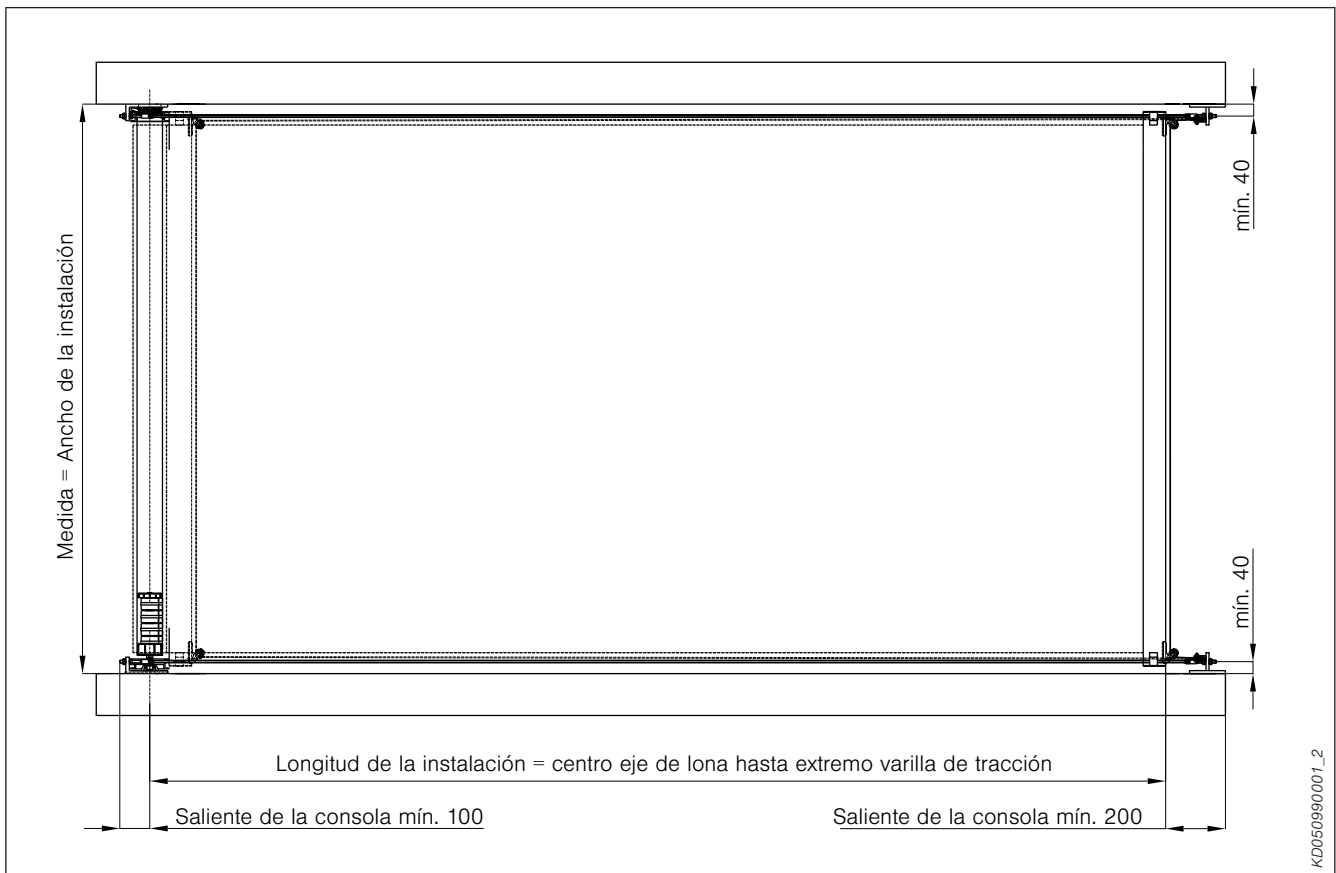 mín. 40
Medida = Ancho de la instalación
mín. 40
Longitud de la instalación = centro eje de lona hasta extremo varilla de tracción
Saliente de la consola mín. 100
Saliente de la consola mín. 200
KD050990001_2